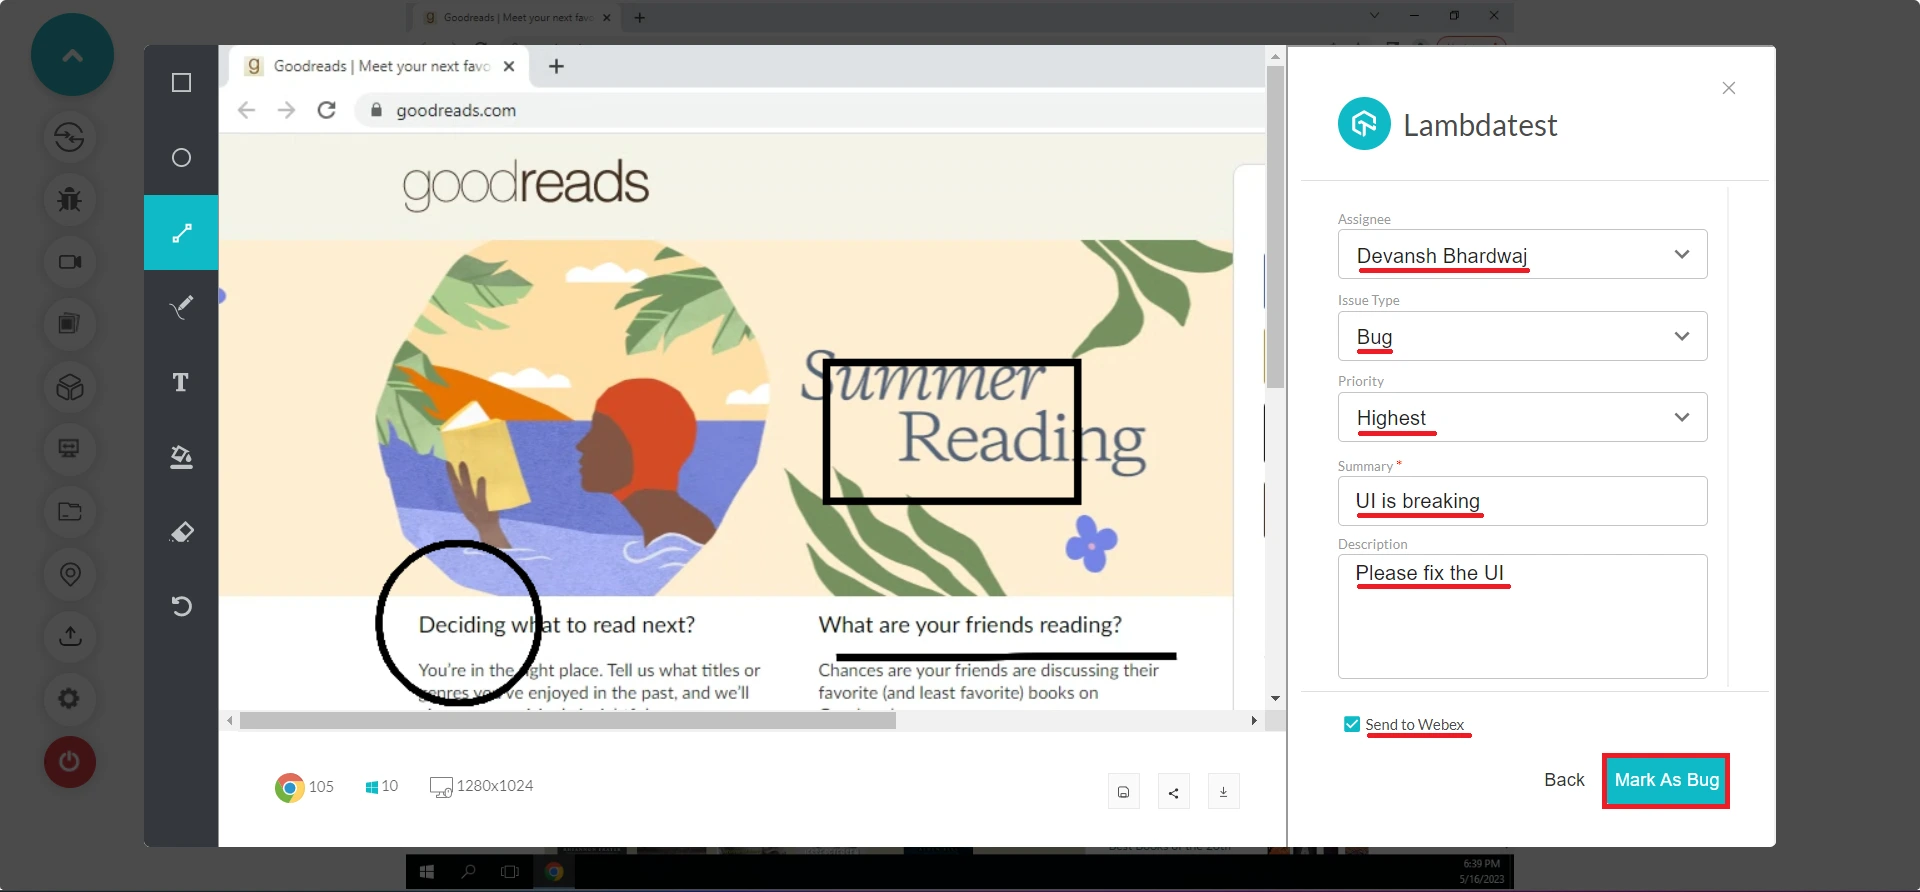 Goodreads | Meet your next favo
Goodreads | Meet your next favo
goodreads.com
goodreads
Summer
Reading
Deciding what to read next?
You're in the right place. Tell us what titles or
genres you've enjoyed in the past, and we'll
What are your friends reading?
Chances are your friends are discussing their
favorite (and least favorite) books on
105
10
1280x1024
Lambdatest
Assignee
Devansh Bhardwaj
Issue Type
Bug
Priority
Highest
Summary *
UI is breaking
Description
Please fix the UI
Send to Webex
Back
Mark As Bug
6:39 PM
5/16/2023